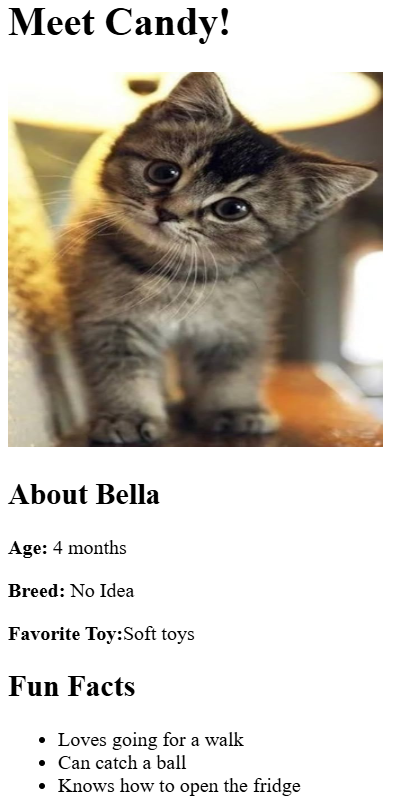 Meet Candy!
About Bella
Age: 4 months
Breed: No Idea
Favorite Toy:Soft toys
Fun Facts
• Loves going for a walk
• Can catch a ball
• Knows how to open the fridge